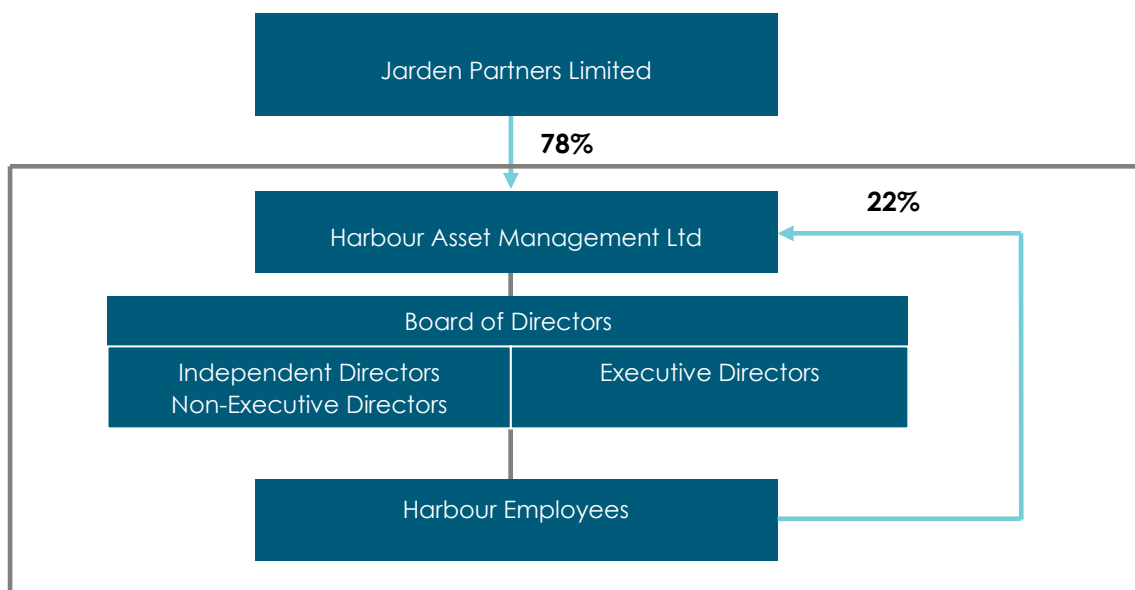 Jarden Partners Limited
78%
22%
Harbour Asset Management Ltd
Board of Directors
Independent Directors
Non-Executive Directors
Executive Directors
Harbour Employees